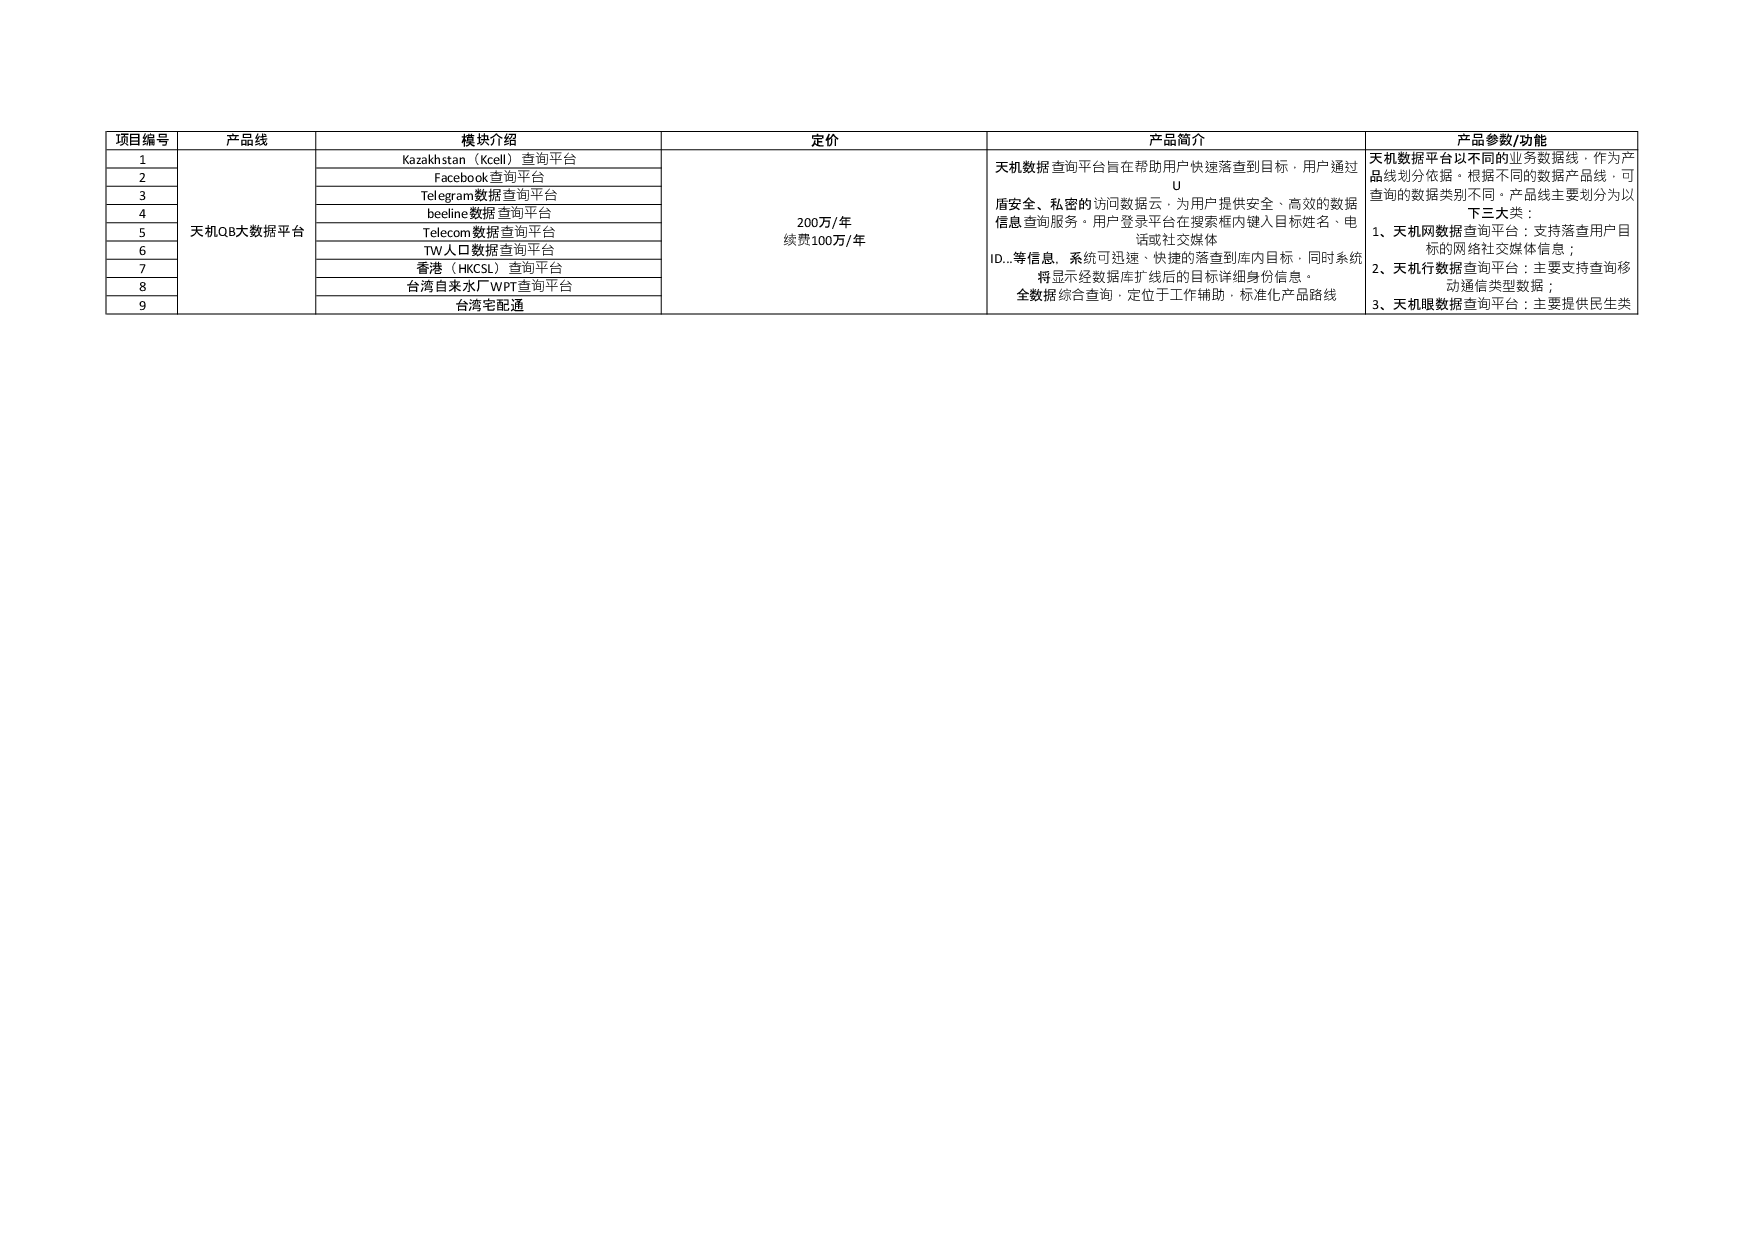 项目编号 产品线 模块介绍 定价 产品简介 产品参数/功能
1 Kazakhstan（Kcell）查询平台
2 Facebook查询平台
3 Telegram数据查询平台
4 beeline数据查询平台
5 Telecom数据查询平台
6 TW人口数据查询平台
7 香港（HKCSL）查询平台
8 台湾自来水厂WPT查询平台
9 台湾宅配通
天机QB大数据平台
200万/年
续费100万/年
天机数据查询平台旨在帮助用户快速落查到目标，用户通过
U
盾安全、私密的访问数据云，为用户提供安全、高效的数据
信息查询服务。用户登录平台在搜索框内键入目标姓名、电
话或社交媒体
ID...等信息，系统可迅速、快捷的落查到库内目标，同时系统
将显示经数据库扩线后的目标详细身份信息。
全数据综合查询，定位于工作辅助，标准化产品路线
天机数据平台以不同的业务数据线，作为产
品线划分依据。根据不同的数据产品线，可
查询的数据类别不同。产品线主要划分为以
下三大类：
1、天机网数据查询平台：支持落查用户目
标的网络社交媒体信息；
2、天机行数据查询平台：主要支持查询移
动通信类型数据；
3、天机眼数据查询平台：主要提供民生类